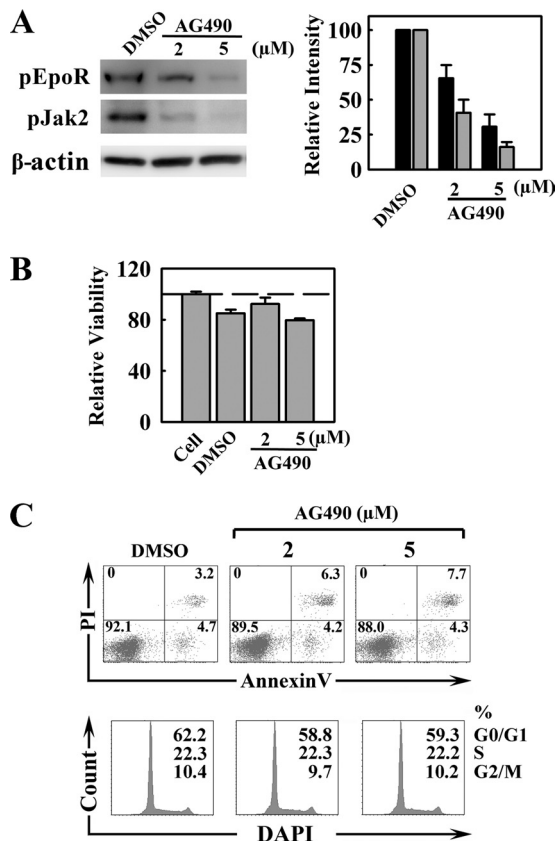 A
DMSO
AG490
2 5 (μM)
pEpoR
pJak2
β-actin
Relative Intensity
100
75
50
25
0
DMSO
2 5 (μM)
AG490
B
Relative Viability
120
80
40
0
Cell
DMSO
2 5 (μM)
AG490
C
AG490 (μM)
DMSO 2 5
PI
0 3.2
92.1 4.7
0 6.3
89.5 4.2
0 7.7
88.0 4.3
AnnexinV
Count
62.2
22.3
10.4
58.8
22.3
9.7
59.3
22.2
10.2
%
G0/G1
S
G2/M
DAPI